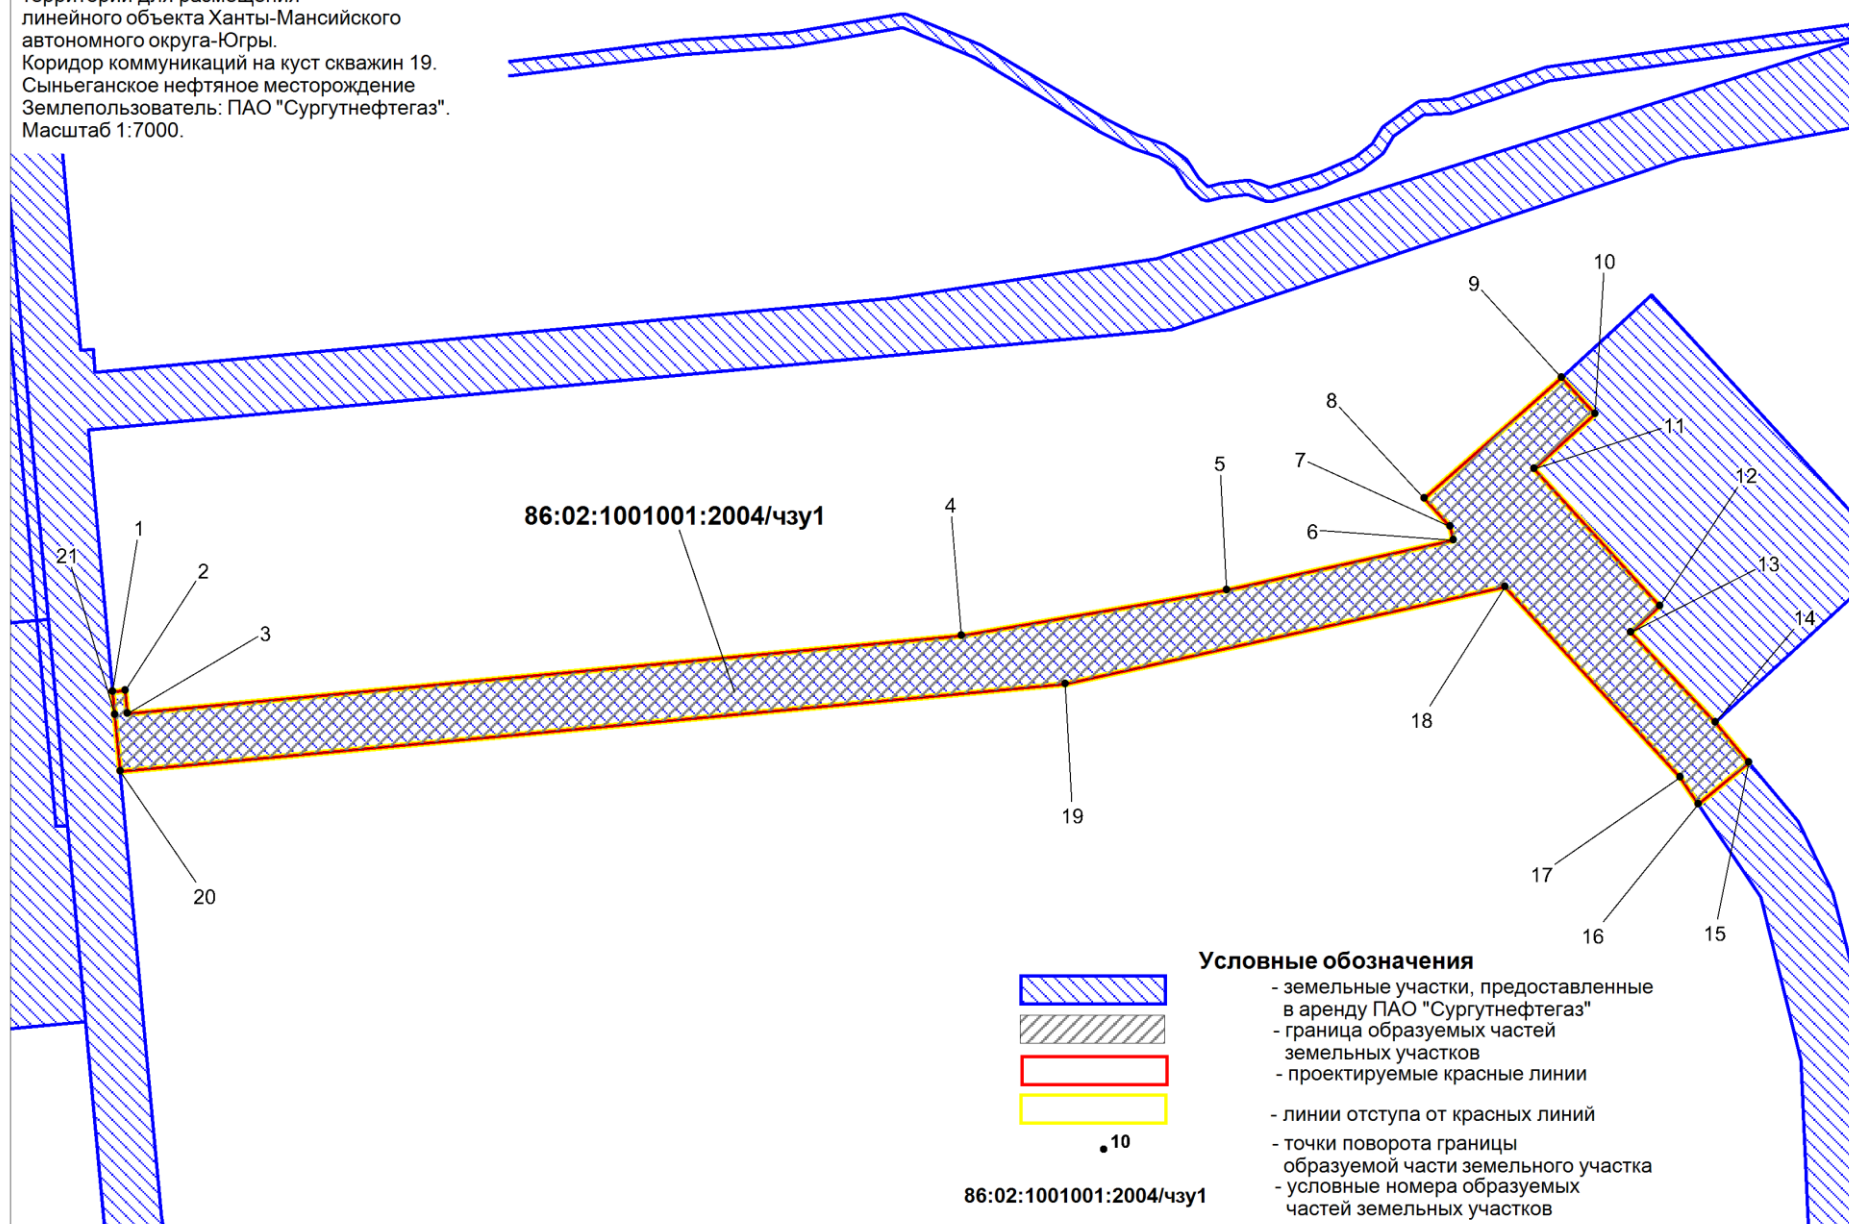 территории для размещения
линейного объекта Ханты-Мансийского
автономного округа-Югры.
Коридор коммуникаций на куст скважин 19.
Сыньеганское нефтяное месторождение
Землепользователь: ПАО "Сургутнефтегаз".
Масштаб 1:7000.
10
9
8
11
5
7
12
4
86:02:1001001:2004/чзу1
1
6
21
2
13
14
3
18
19
17
20
16
15
Условные обозначения
- земельные участки, предоставленные
в аренду ПАО "Сургутнефтегаз"
- граница образуемых частей
земельных участков
- проектируемые красные линии
- линии отступа от красных линий
10
- точки поворота границы
образуемой части земельного участка
86:02:1001001:2004/чзу1
- условные номера образуемых
частей земельных участков